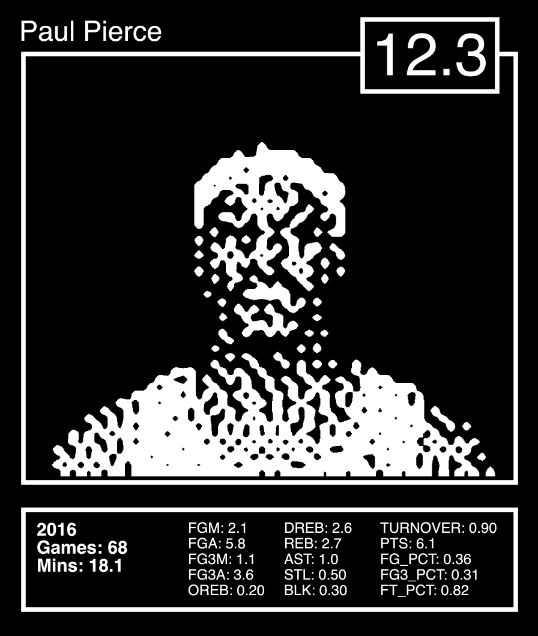 Paul Pierce
12.3
2016
Games: 68
Mins: 18.1
FGM: 2.1
FGA: 5.8
FG3M: 1.1
FG3A: 3.6
OREB: 0.20
DREB: 2.6
REB: 2.7
AST: 1.0
STL: 0.50
BLK: 0.30
TURNOVER: 0.90
PTS: 6.1
FG_PCT: 0.36
FG3_PCT: 0.31
FT_PCT: 0.82